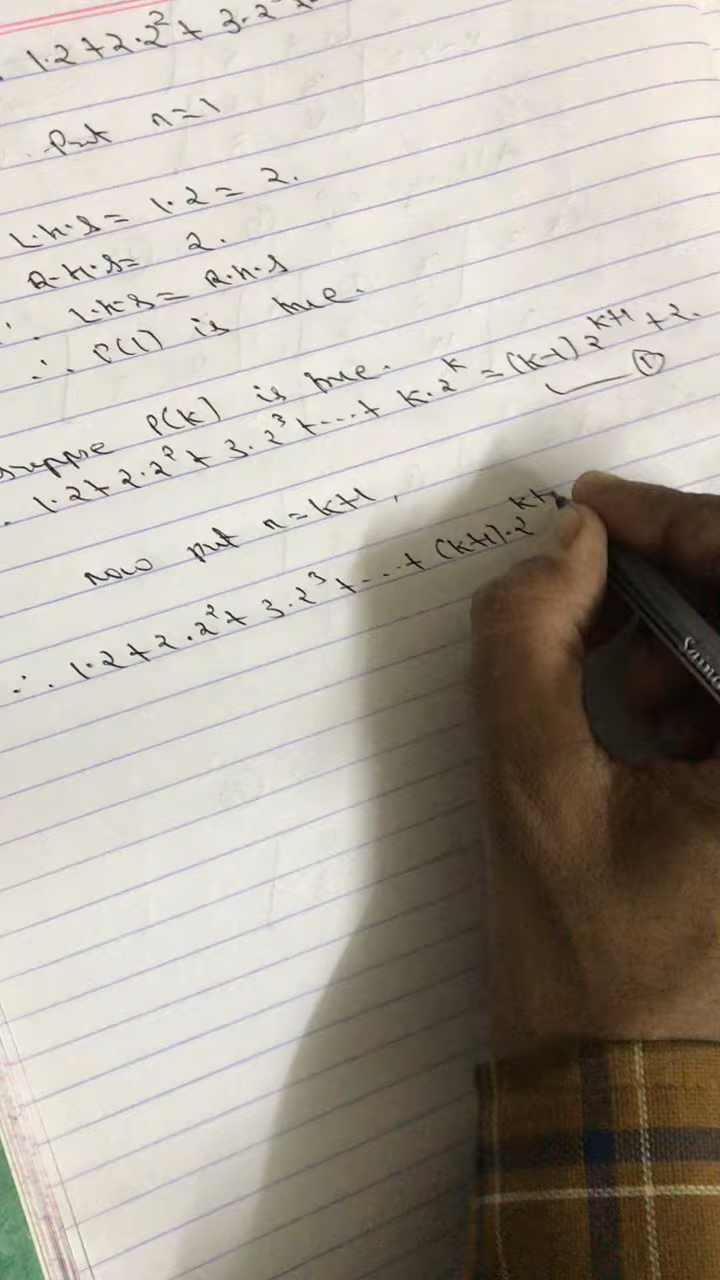 1.2+2.2²+3.2
Put n=1
L.H.S= 1.2 = 2.
R.H.S= 2.
∴ L.H.S = R.H.S
∴ P(1) is true.
Suppose P(k) is true.
1.2+2.2²+3.2³+...+ k.2ᵏ = (k-1)2ᵏ⁺¹+2.
①
Now put n=k+1,
∴ 1.2+2.2²+3.2³+...+(k+1).2ᵏ⁺